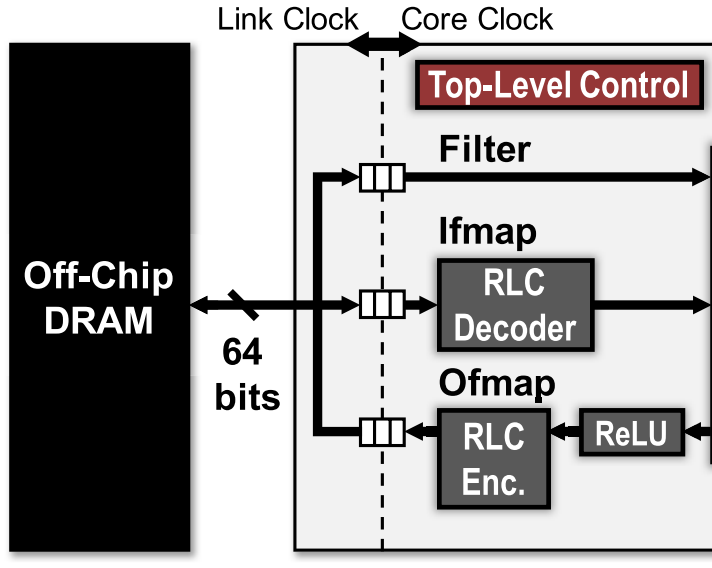 Link Clock
Core Clock
Top-Level Control
Filter
Ifmap
Off-Chip
DRAM
RLC
Decoder
64
bits
Ofmap
RLC
Enc.
ReLU